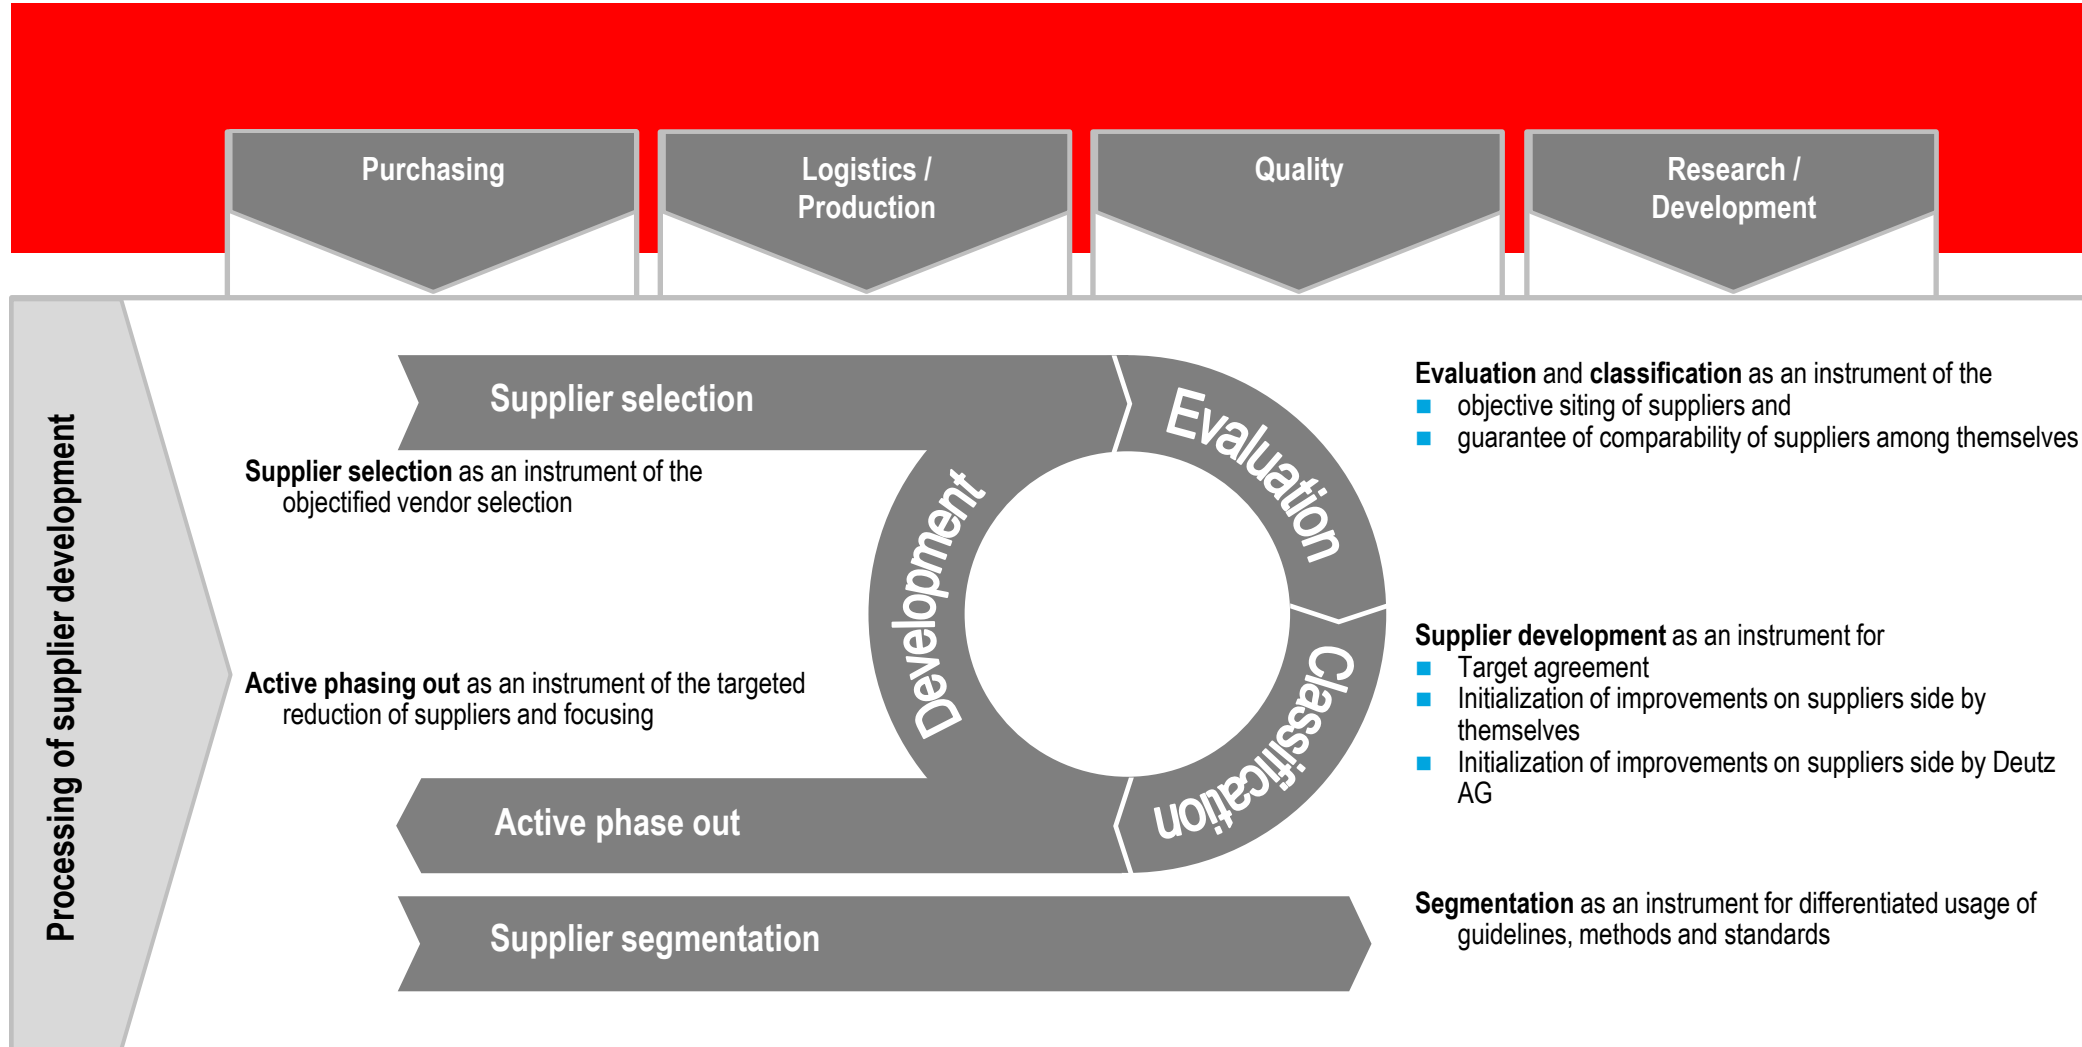 Purchasing
Logistics /
Production
Quality
Research /
Development
Processing of supplier development
Supplier selection
Supplier selection as an instrument of the
objectified vendor selection
Active phasing out as an instrument of the targeted
reduction of suppliers and focusing
Active phase out
Supplier segmentation
Development
Evaluation
Classification
Evaluation and classification as an instrument of the
objective siting of suppliers and
guarantee of comparability of suppliers among themselves
Supplier development as an instrument for
Target agreement
Initialization of improvements on suppliers side by
themselves
Initialization of improvements on suppliers side by Deutz
AG
Segmentation as an instrument for differentiated usage of
guidelines, methods and standards